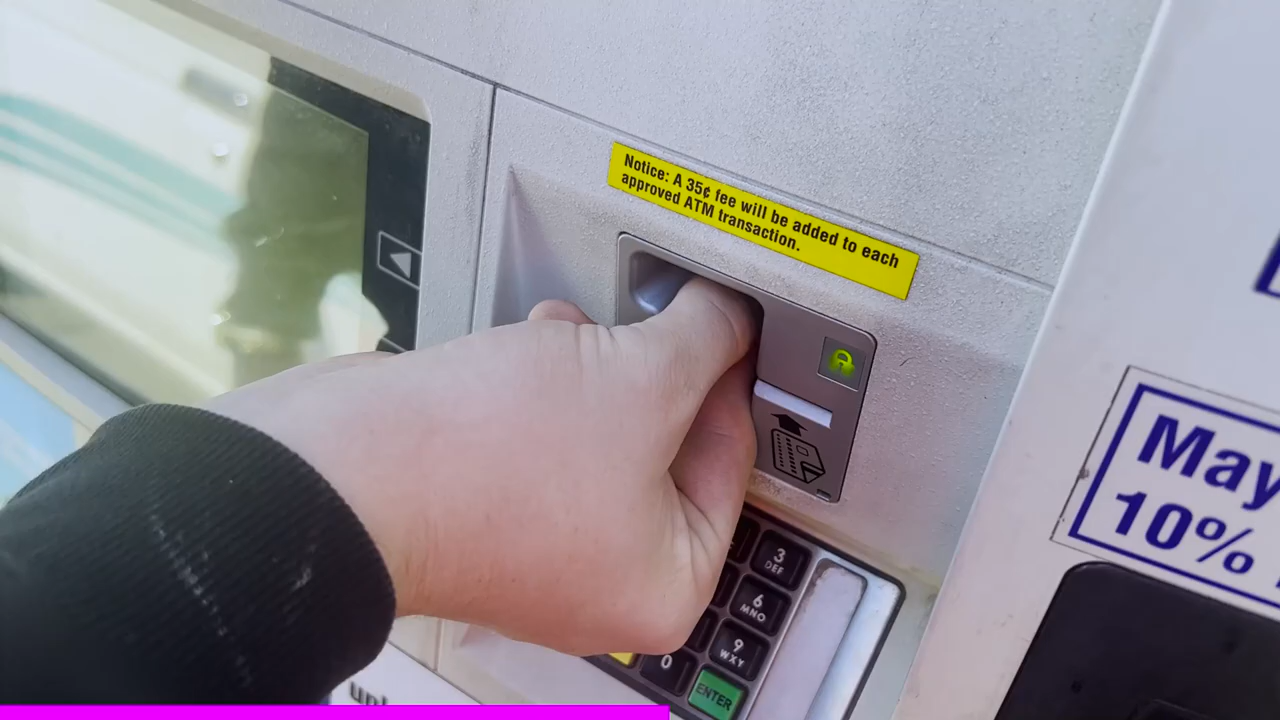 Notice: A 35¢ fee will be added to each
approved ATM transaction.
May
10%
3
DEF
6
MNO
9
WXY
0
ENTER